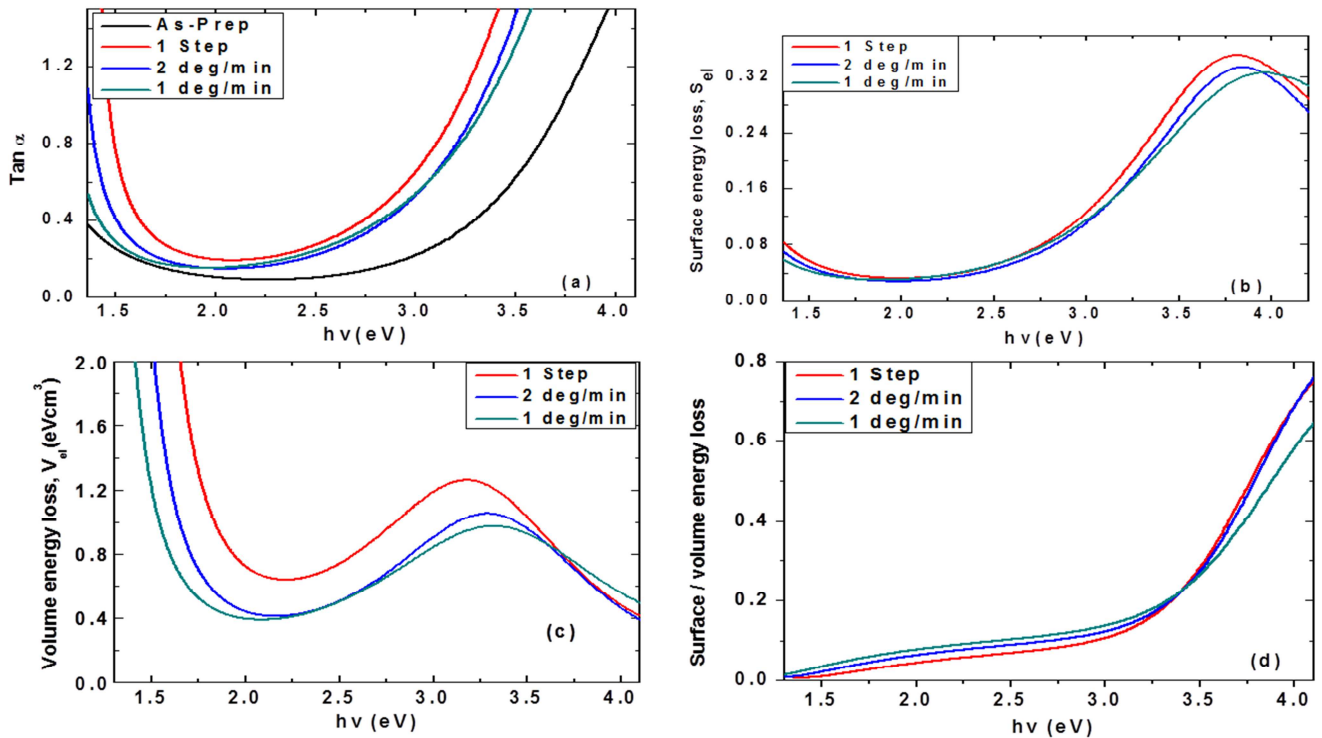 As-Prep
1 Step
2 deg/min
1 deg/min
Tan α
1.2
0.8
0.4
0.0
(a)
1.5 2.0 2.5 3.0 3.5 4.0
hν(eV)
1 Step
2 deg/min
1 deg/min
Surface energy loss, Sel
0.32
0.24
0.16
0.08
0.00
(b)
1.5 2.0 2.5 3.0 3.5 4.0
hν(eV)
1 Step
2 deg/min
1 deg/min
Volume energy loss, Vel (eVcm3)
2.0
1.6
1.2
0.8
0.4
0.0
(c)
1.5 2.0 2.5 3.0 3.5 4.0
hν(eV)
1 Step
2 deg/min
1 deg/min
Surface / volume energy loss
0.8
0.6
0.4
0.2
0.0
(d)
1.5 2.0 2.5 3.0 3.5 4.0
hν(eV)